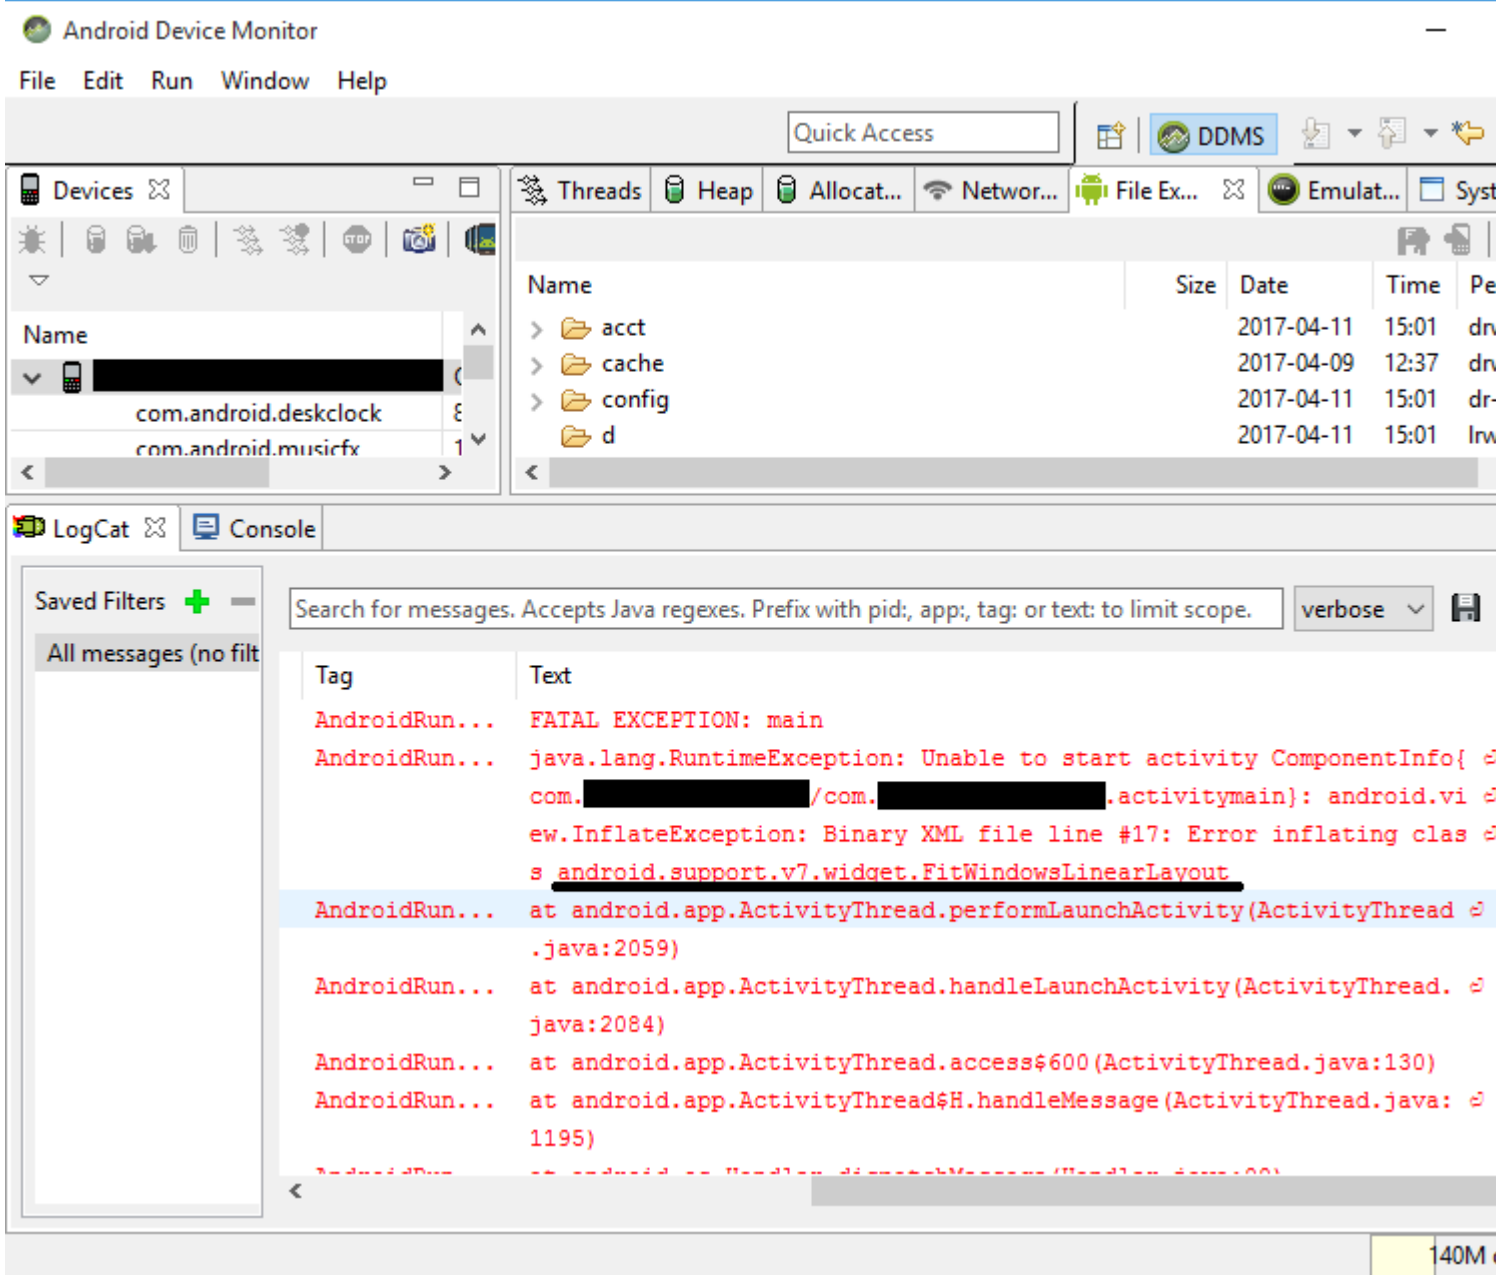 Android Device Monitor
File Edit Run Window Help
Quick Access
DDMS
Devices
Threads Heap Allocat... Networ... File Ex... Emulat... Syst
Name Size Date Time Pe
Name
acct 2017-04-11 15:01
cache 2017-04-09 12:37
config 2017-04-11 15:01 dr-
d 2017-04-11 15:01
com.android.deskclock
com.android.musicfx
LogCat Console
Saved Filters
All messages (no filt
Search for messages. Accepts Java regexes. Prefix with pid:, app:, tag: or text: to limit scope.
verbose
Tag Text
AndroidRun... FATAL EXCEPTION: main
AndroidRun... java.lang.RuntimeException: Unable to start activity ComponentInfo{
com. /com. .activitymain}: android.vi
ew.InflateException: Binary XML file line #17: Error inflating clas
s android.support.v7.widget.FitWindowsLinearLayout
AndroidRun... at android.app.ActivityThread.performLaunchActivity(ActivityThread
.java:2059)
AndroidRun... at android.app.ActivityThread.handleLaunchActivity(ActivityThread.
java:2084)
AndroidRun... at android.app.ActivityThread.access$600(ActivityThread.java:130)
AndroidRun... at android.app.ActivityThread$H.handleMessage(ActivityThread.java:
1195)
140M